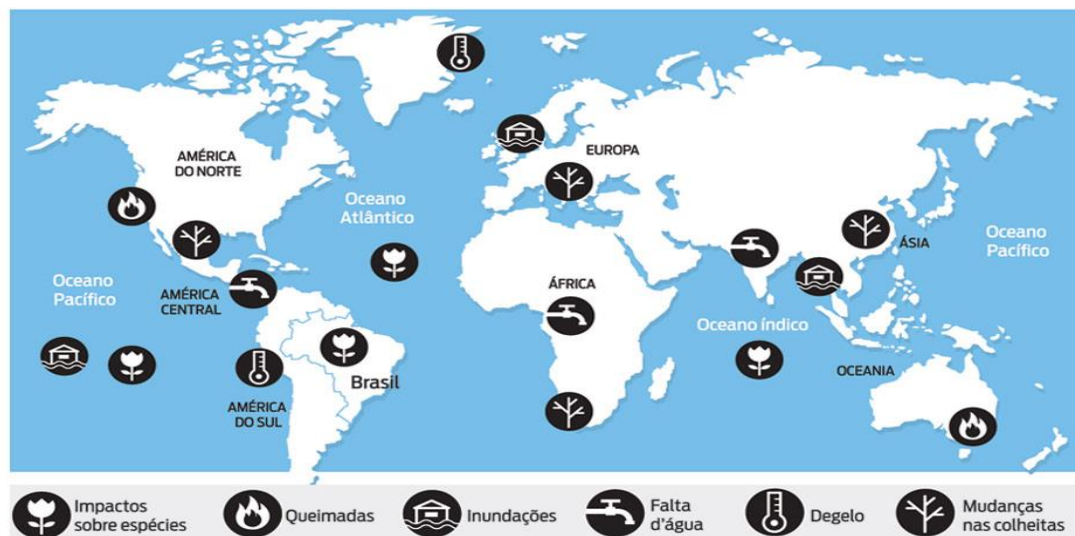 AMÉRICA
DO NORTE
EUROPA
Oceano
Atlântico
Oceano
Pacífico
ÁSIA
Oceano
Pacífico
AMÉRICA
CENTRAL
ÁFRICA
Oceano índico
Brasil
OCEANIA
AMÉRICA
DO SUL
Impactos
sobre espécies
Queimadas
Inundações
Falta
d'água
Degelo
Mudanças
nas colheitas